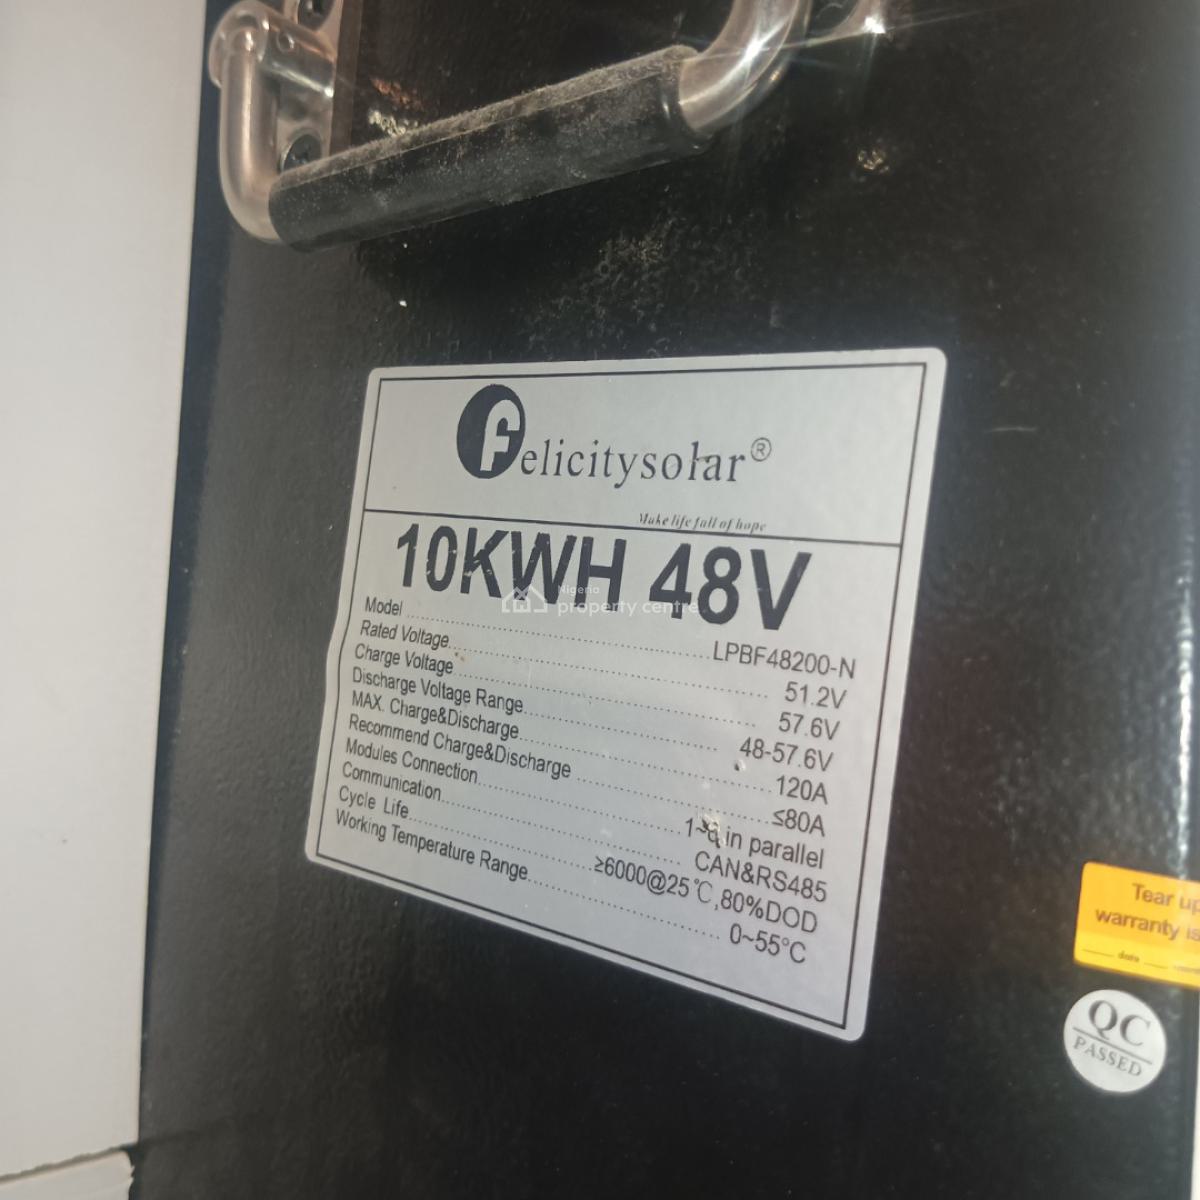 felicitysolar®
Make life full of hope
10KWH 48V
Nigeria
property centre
Model LPBF48200-N
Rated Voltage 51.2V
Charge Voltage 57.6V
Discharge Voltage Range 48-57.6V
MAX. Charge&Discharge 120A
Recommend Charge&Discharge ≤80A
Modules Connection 1~6 in parallel
Communication CAN&RS485
Cycle Life ≥6000@25℃,80%DOD
Working Temperature Range 0~55°C
Tear up
warranty is
date
QC
PASSED